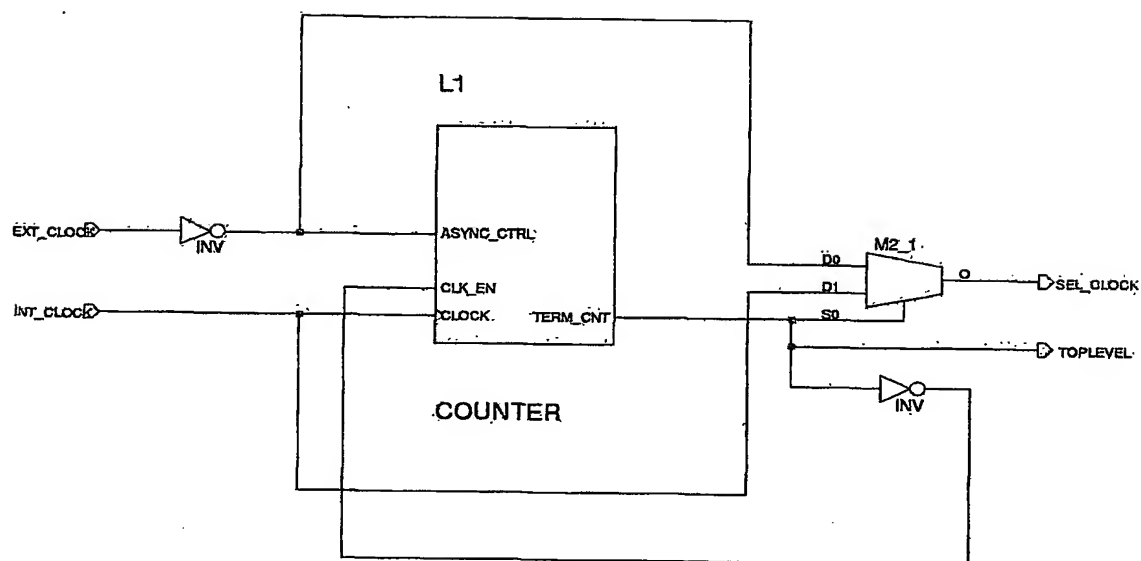 L1
EXT_CLOCK
INV
ASYNC_CTRL
M2_1
D0
CLK_EN
D1
O
SEL_CLOCK
INT_CLOCK
CLOCK
TERM_CNT
S0
TOPLEVEL
INV
COUNTER